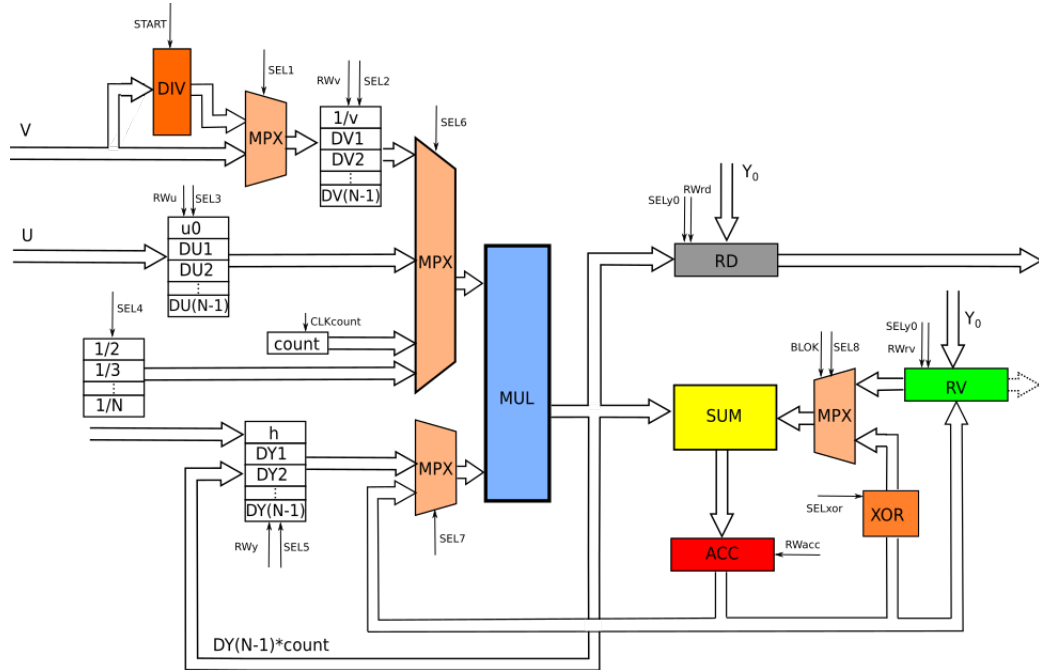 START
DIV
V
SEL1
MPX
RWv
SEL2
1/v
DV1
DV2
DV(N-1)
SEL6
MPX
RWu
SEL3
U
u0
DU1
DU2
DU(N-1)
CLKcount
count
SEL4
1/2
1/3
1/N
h
DY1
DY2
DY(N-1)
RWy
SEL5
MPX
SEL7
MUL
DY(N-1)*count
SELy0
RWrd
Y0
RD
SELy0
RWrv
Y0
RV
BLOK
SEL8
MPX
SUM
SELxor
XOR
ACC
RWacc